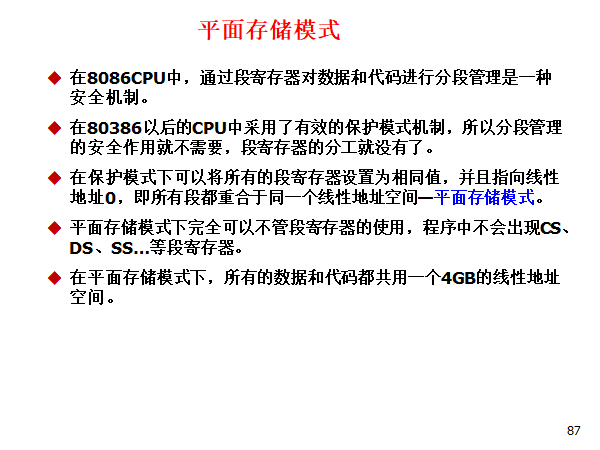 平面存储模式
◆ 在8086CPU中，通过段寄存器对数据和代码进行分段管理是一种
安全机制。
◆ 在80386以后的CPU中采用了有效的保护模式机制，所以分段管理
的安全作用就不需要，段寄存器的分工就没有了。
◆ 在保护模式下可以将所有的段寄存器设置为相同值，并且指向线性
地址0，即所有段都重合于同一个线性地址空间—平面存储模式。
◆ 平面存储模式下完全可以不管段寄存器的使用，程序中不会出现CS、
DS、SS…等段寄存器。
◆ 在平面存储模式下，所有的数据和代码都共用一个4GB的线性地址
空间。
87